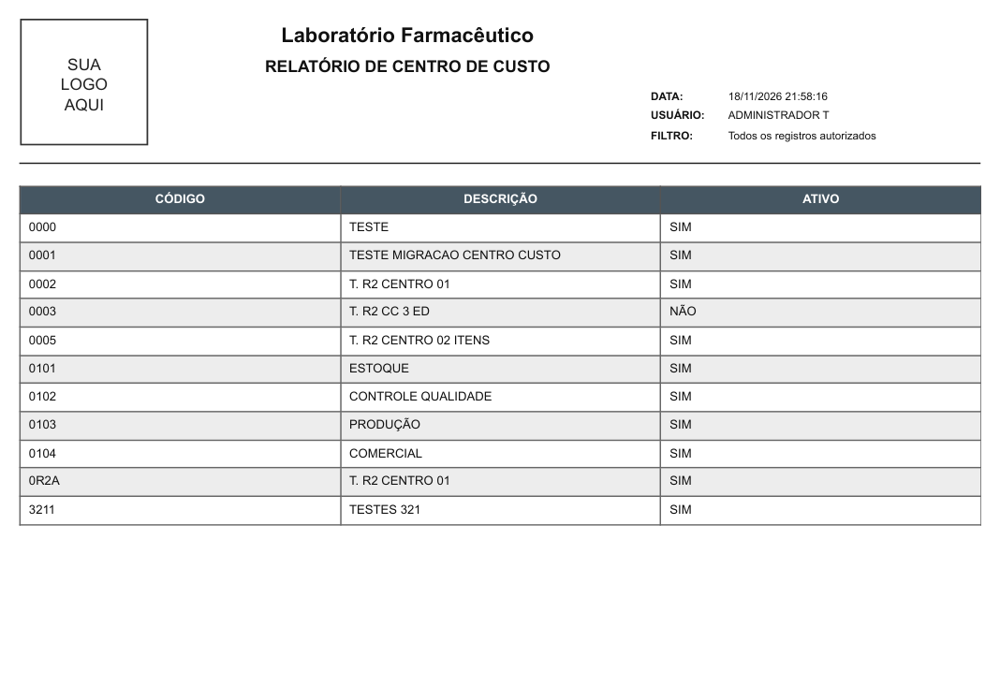 SUA
LOGO
AQUI
Laboratório Farmacêutico
RELATÓRIO DE CENTRO DE CUSTO
DATA: 18/11/2026 21:58:16
USUÁRIO: ADMINISTRADOR T
FILTRO: Todos os registros autorizados
CÓDIGO DESCRIÇÃO ATIVO
0000 TESTE SIM
0001 TESTE MIGRACAO CENTRO CUSTO SIM
0002 T. R2 CENTRO 01 SIM
0003 T. R2 CC 3 ED NÃO
0005 T. R2 CENTRO 02 ITENS SIM
0101 ESTOQUE SIM
0102 CONTROLE QUALIDADE SIM
0103 PRODUÇÃO SIM
0104 COMERCIAL SIM
0R2A T. R2 CENTRO 01 SIM
3211 TESTES 321 SIM